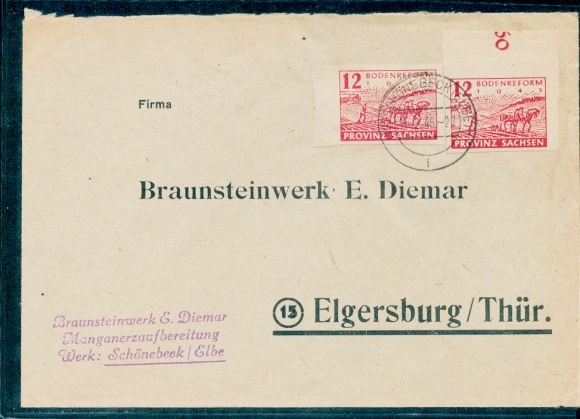 50
12 BODENREFORM
1945
PROVINZ SACHSEN
12 BODENREFORM
1945
PROVINZ SACHSEN
Firma
Braunsteinwerk E. Diemar
13 Elgersburg/Thür.
Braunsteinwerk E. Diemar
Manganerzaufbereitung
Werk: Schönebeck/Elbe